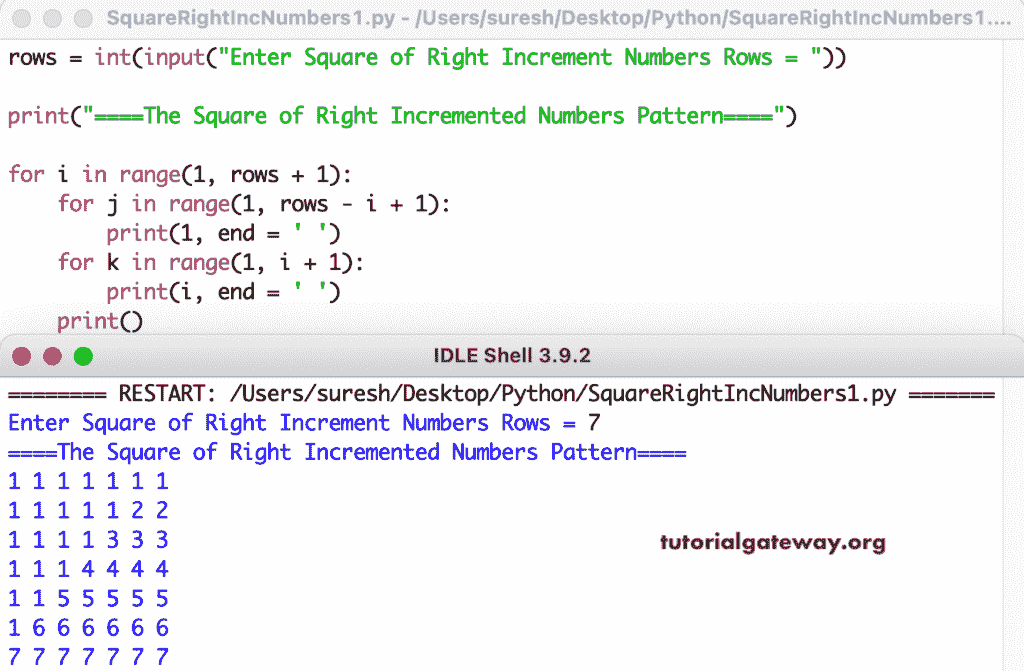 SquareRightIncNumbers1.py - /Users/suresh/Desktop/Python/SquareRightIncNumbers1....
rows = int(input("Enter Square of Right Increment Numbers Rows = "))
print("====The Square of Right Incremented Numbers Pattern====")
for i in range(1, rows + 1):
    for j in range(1, rows - i + 1):
        print(1, end = ' ')
    for k in range(1, i + 1):
        print(i, end = ' ')
    print()
IDLE Shell 3.9.2
======== RESTART: /Users/suresh/Desktop/Python/SquareRightIncNumbers1.py =======
Enter Square of Right Increment Numbers Rows = 7
====The Square of Right Incremented Numbers Pattern====
1 1 1 1 1 1 1
1 1 1 1 1 2 2
1 1 1 1 3 3 3
1 1 1 4 4 4 4
1 1 5 5 5 5 5
1 6 6 6 6 6 6
7 7 7 7 7 7 7
tutorialgateway.org